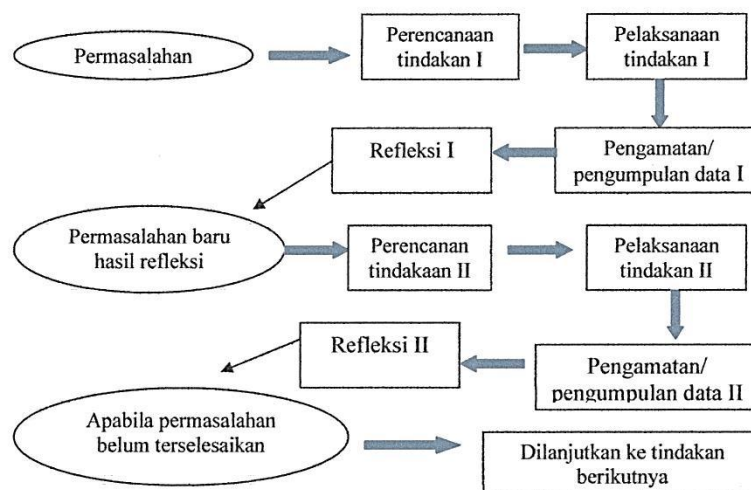 Permasalahan
Perencanaan
tindakan I
Pelaksanaan
tindakan I
Pengamatan/
pengumpulan data I
Refleksi I
Permasalahan baru
hasil refleksi
Perencanan
tindakaan II
Pelaksanaan
tindakan II
Pengamatan/
pengumpulan data II
Refleksi II
Apabila permasalahan
belum terselesaikan
Dilanjutkan ke tindakan
berikutnya